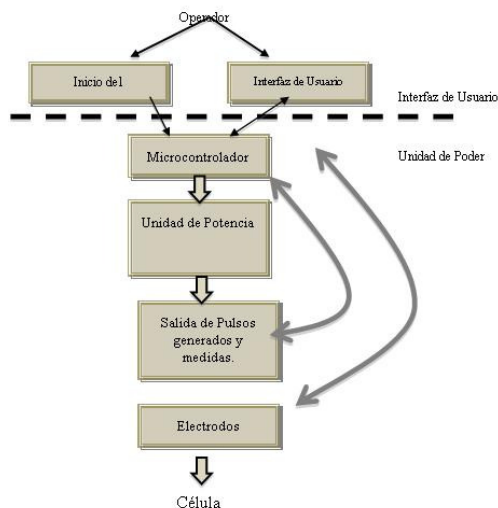 Operador
Inicio del
Interfaz de Usuario
Interfaz de Usuario
Unidad de Poder
Microcontrolador
Unidad de Potencia
Salida de Pulsos
generados y
medidas.
Electrodos
Célula